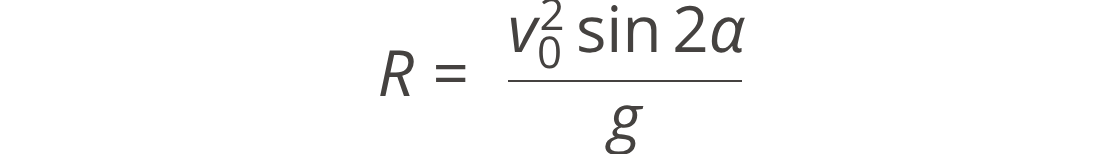 R = v₀² sin 2α / g